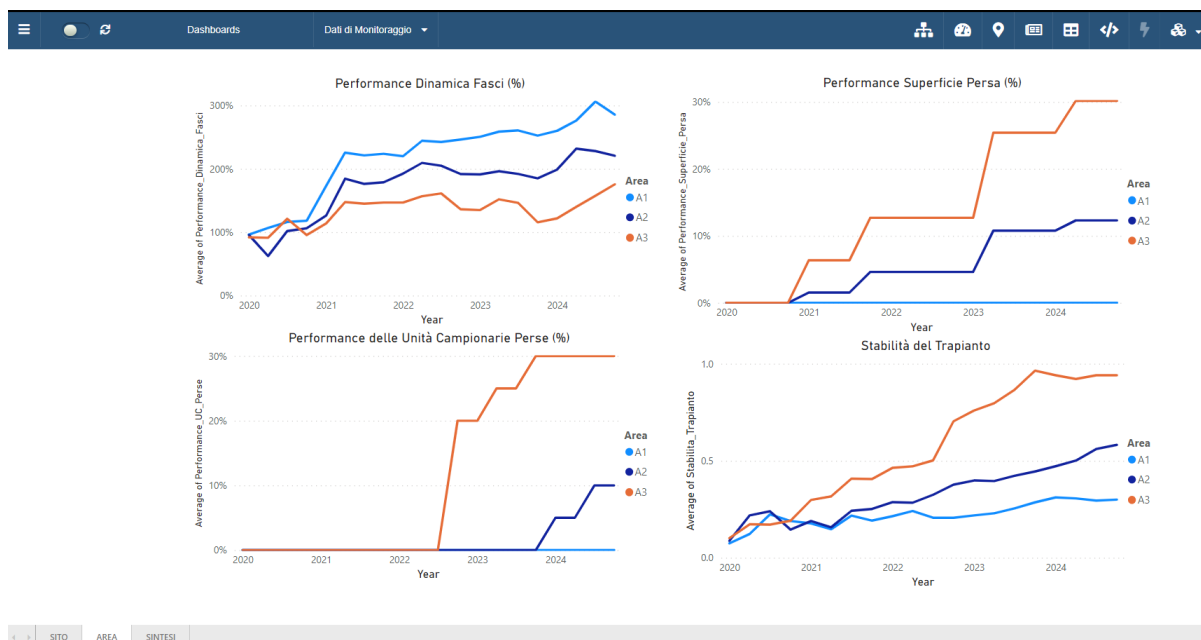 Dashboards
Dati di Monitoraggio
Performance Dinamica Fasci (%)
Average of Performance_Dinamica_Fasci
300%
200%
100%
0%
2020 2021 2022 2023 2024
Year
Area
A1
A2
A3
Performance Superficie Persa (%)
Average of Performance_Superficie_Persa
30%
20%
10%
0%
2020 2021 2022 2023 2024
Year
Area
A1
A2
A3
Performance delle Unità Campionarie Perse (%)
Average of Performance_UC_Perse
30%
20%
10%
0%
2020 2021 2022 2023 2024
Year
Area
A1
A2
A3
Stabilità del Trapianto
Average of Stabilita_Trapianto
1.0
0.5
0.0
2020 2021 2022 2023 2024
Year
Area
A1
A2
A3
SITO AREA SINTESI